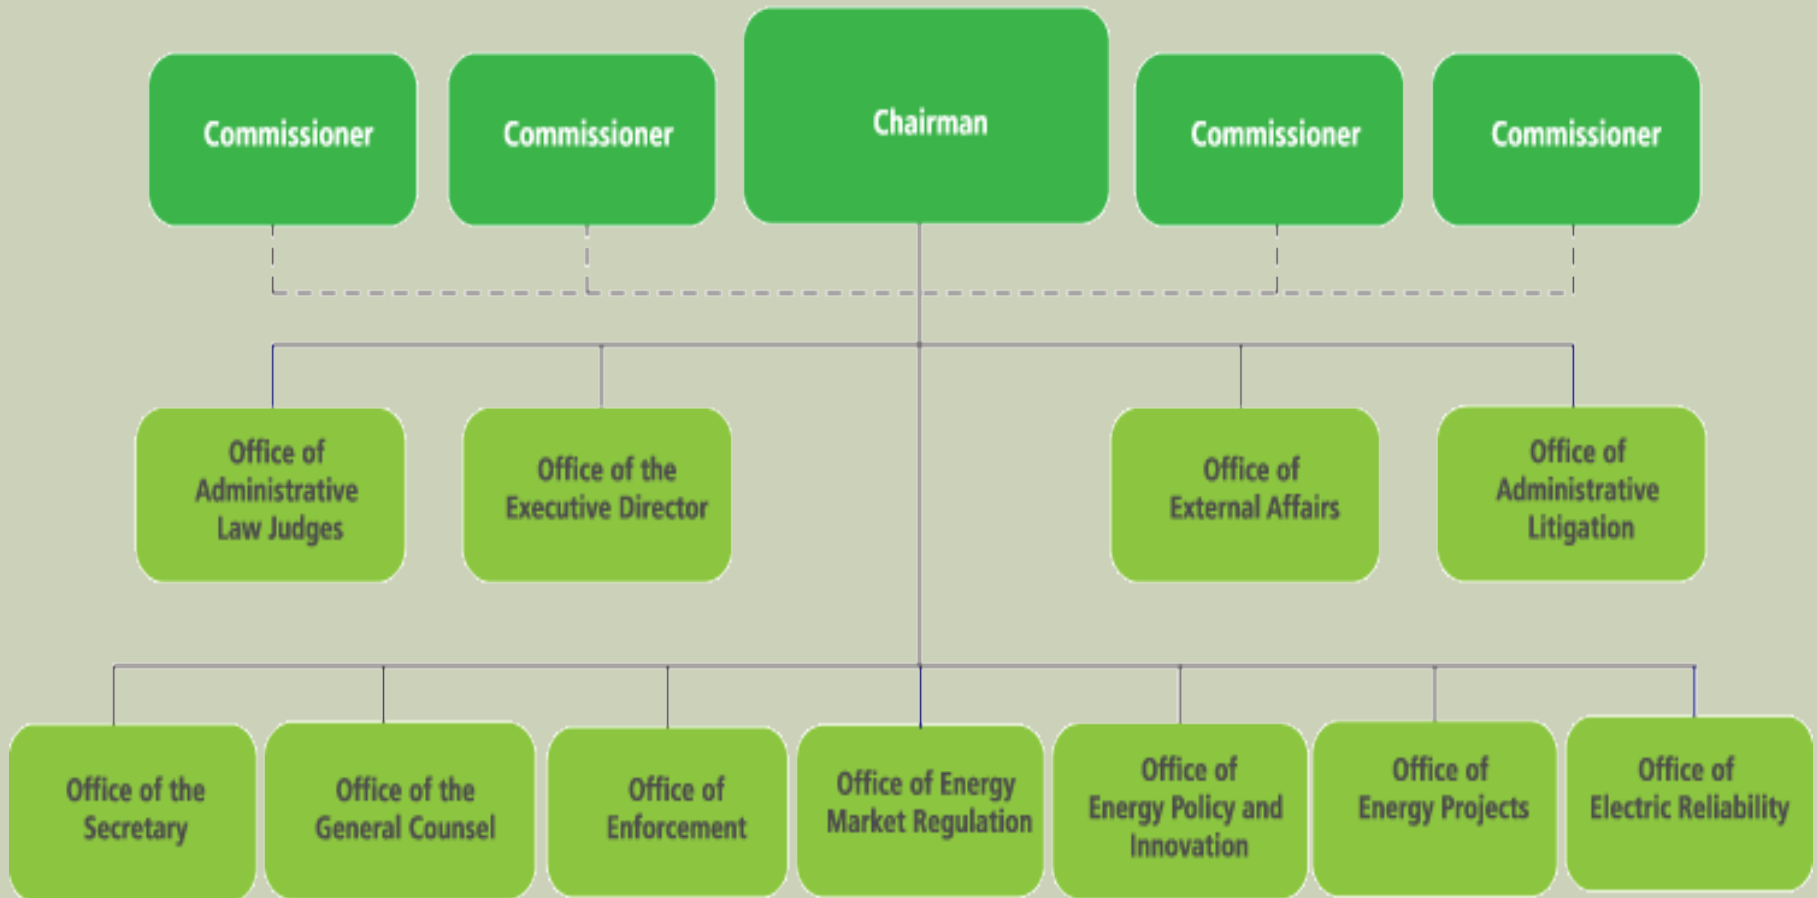 Commissioner
Commissioner
Chairman
Commissioner
Commissioner
Office of
Administrative
Law Judges
Office of the
Executive Director
Office of
External Affairs
Office of
Administrative
Litigation
Office of the
Secretary
Office of the
General Counsel
Office of
Enforcement
Office of Energy
Market Regulation
Office of
Energy Policy and
Innovation
Office of
Energy Projects
Office of
Electric Reliability